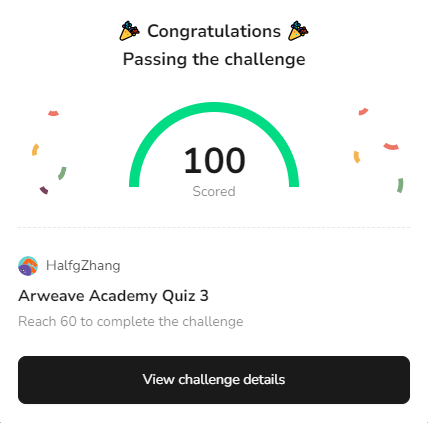 Congratulations
Passing the challenge
100
Scored
HalfgZhang
Arweave Academy Quiz 3
Reach 60 to complete the challenge
View challenge details